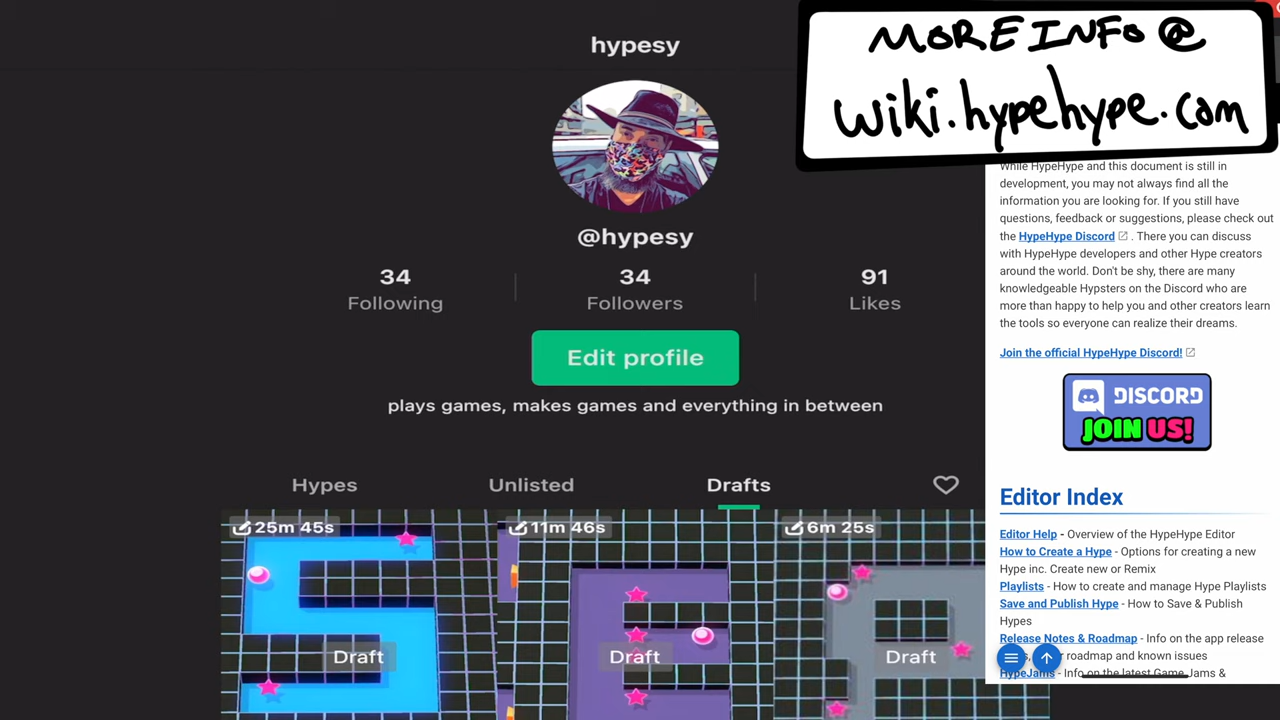 hypesy
MORE INFO @
wiki.hypehype.com
@hypesy
34
Following
34
Followers
91
Likes
Edit profile
plays games, makes games and everything in between
Hypes
Unlisted
Drafts
25m 45s
11m 46s
6m 25s
Draft
Draft
Draft
While HypeHype and this document is still in
development, you may not always find all the
information you are looking for. If you still have
questions, feedback or suggestions, please check out
the HypeHype Discord . There you can discuss
with HypeHype developers and other Hype creators
around the world. Don't be shy, there are many
knowledgeable Hypsters on the Discord who are
more than happy to help you and other creators learn
the tools so everyone can realize their dreams.
Join the official HypeHype Discord!
DISCORD
JOIN US!
Editor Index
Editor Help - Overview of the HypeHype Editor
How to Create a Hype - Options for creating a new
Hype inc. Create new or Remix
Playlists - How to create and manage Hype Playlists
Save and Publish Hype - How to Save & Publish
Hypes
Release Notes & Roadmap - Info on the app release
roadmap and known issues
HypeJams - Info on the latest Game Jams &